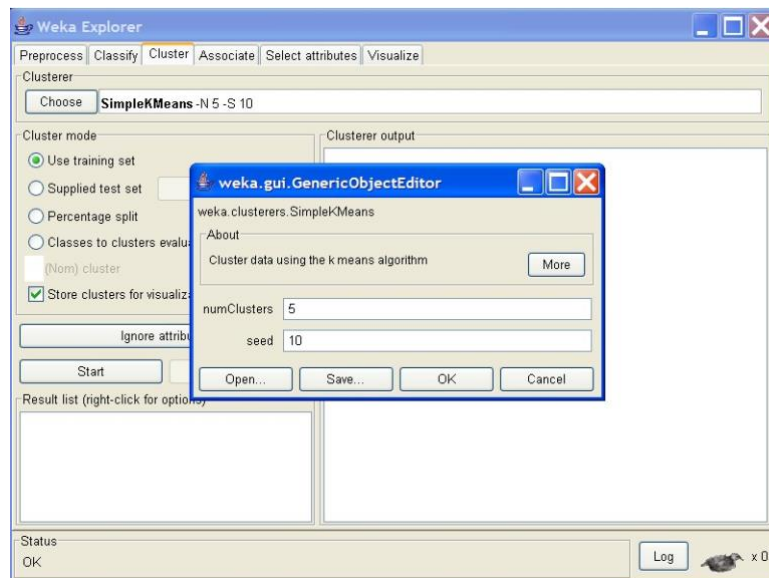 Weka Explorer
Preprocess Classify Cluster Associate Select attributes Visualize
Clusterer
Choose SimpleKMeans -N 5 -S 10
Cluster mode
Use training set
Supplied test set
Percentage split
Classes to clusters evalu
(Nom) cluster
Store clusters for visualiz
Ignore attribu
Start
Result list (right-click for options)
Clusterer output
weka.gui.GenericObjectEditor
weka.clusterers.SimpleKMeans
About
Cluster data using the k means algorithm
More
numClusters 5
seed 10
Open... Save... OK Cancel
Status
OK
Log x 0